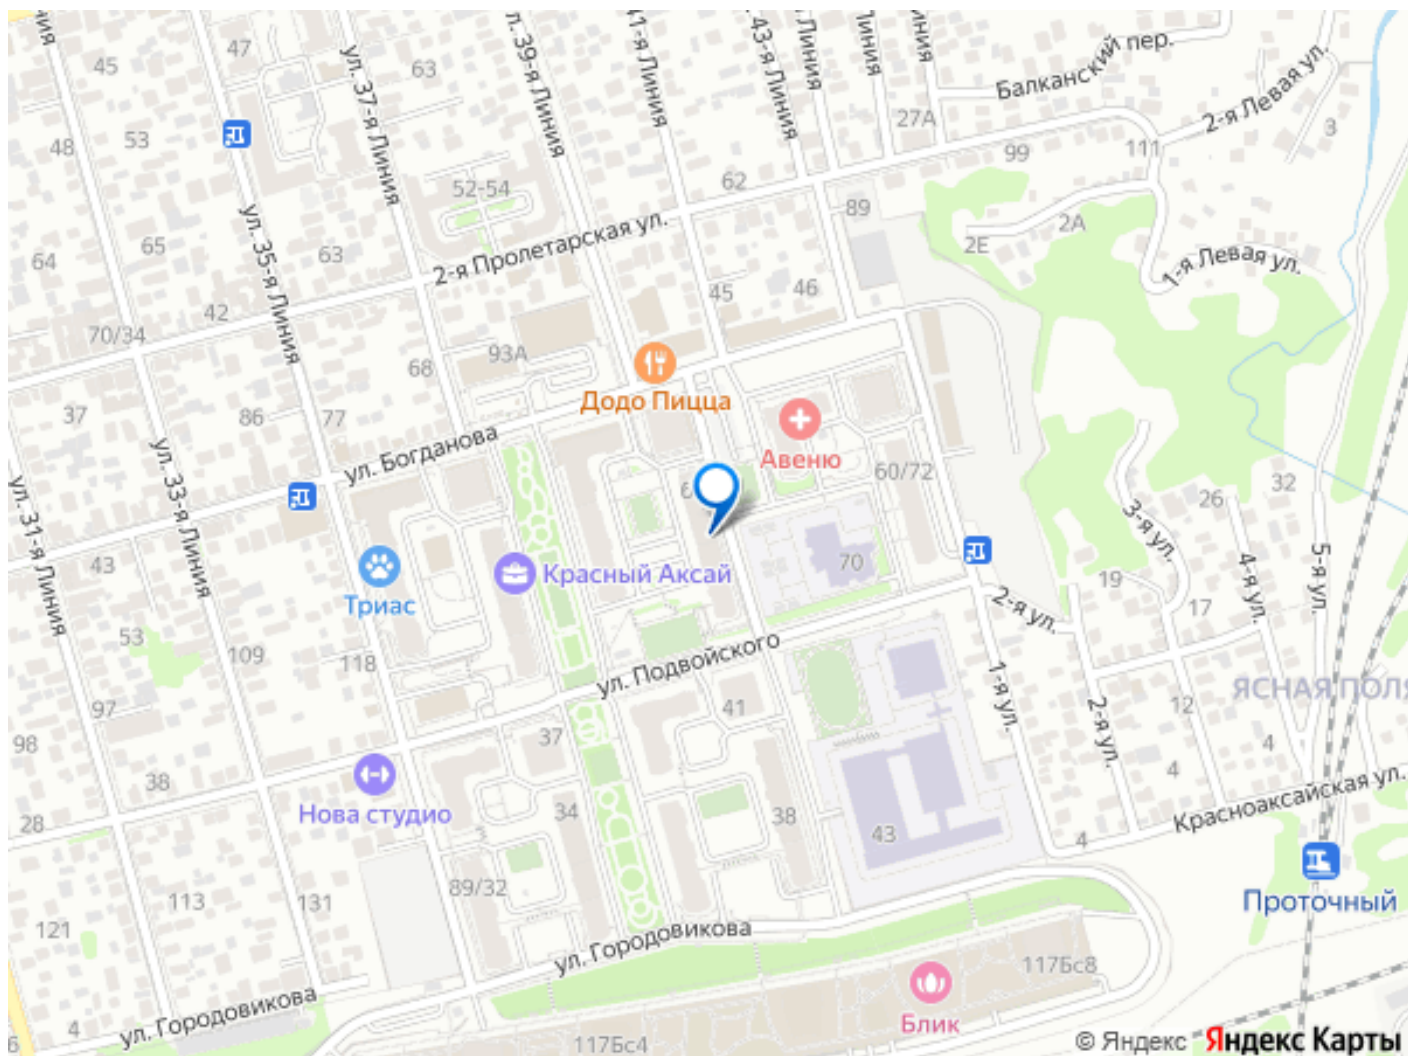 ул. 37-я Линия
ул. 39-я Линия
41-я Линия
43-я Линия
Линия
Линия
Балканский пер.
2-я Левая ул.
47
45
63
48
53
27А
99
111
3
52-54
62
89
2А
2Е
1-я Левая ул.
ул. 35-я Линия
65
64
63
2-я Пролетарская ул.
42
70/34
45
46
93А
68
Додо Пицца
37
86
77
ул. Богданова
Авеню
60/72
ул. 33-я Линия
ул. 31-я Линия
26
32
3-я ул.
4-я ул.
5-я ул.
43
Триас
Красный Аксай
70
19
17
2-я ул.
53
109
118
ул. Подвойского
1-я ул.
ЯСНАЯ ПОЛЯ
97
98
41
37
12
2-я ул.
4
4
38
Нова студио
28
34
38
43
4
Красноаксайская ул.
89/32
113
131
121
Проточный
ул. Городовикова
117Бс8
ул. Городовикова
4
Блик
117Бс4
© Яндекс Яндекс Карты